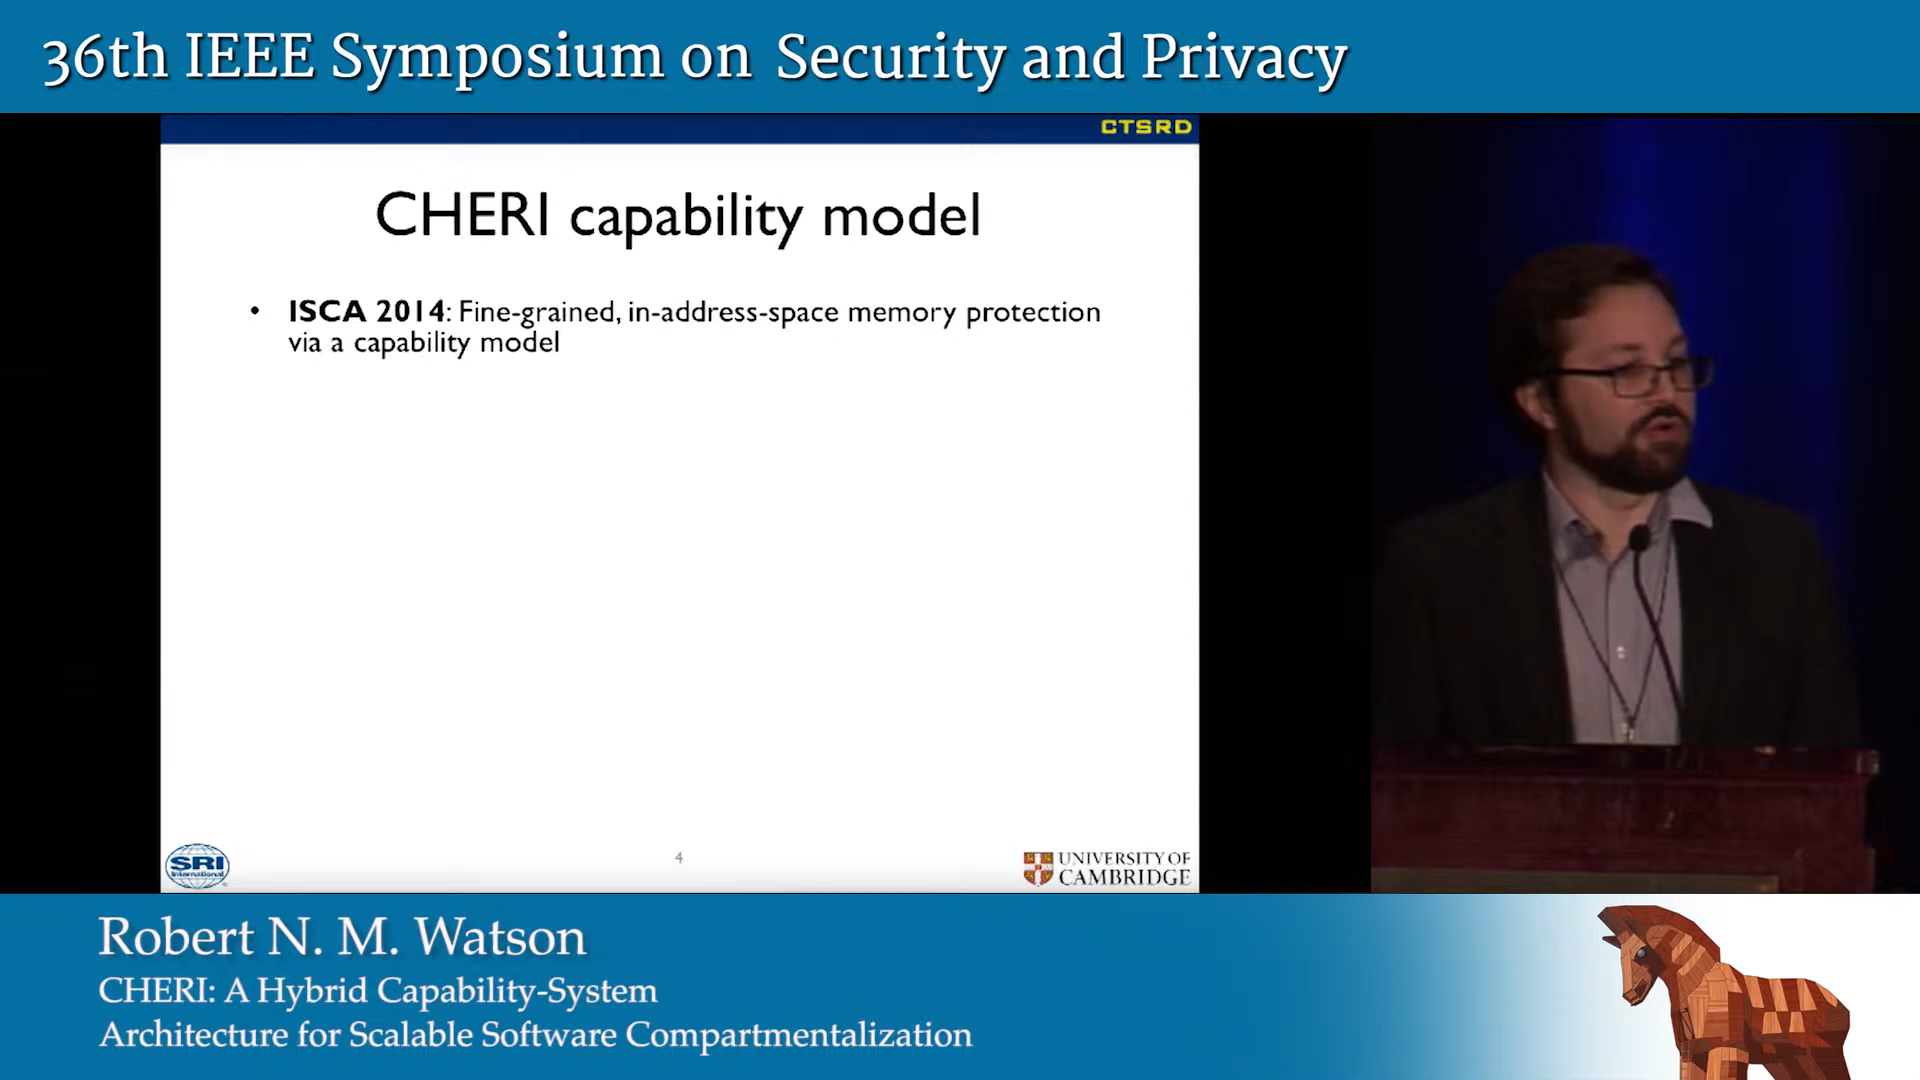 36th IEEE Symposium on Security and Privacy
CTSRD
CHERI capability model
• ISCA 2014: Fine-grained, in-address-space memory protection
via a capability model
SRI
International
4
UNIVERSITY OF
CAMBRIDGE
Robert N. M. Watson
CHERI: A Hybrid Capability-System
Architecture for Scalable Software Compartmentalization